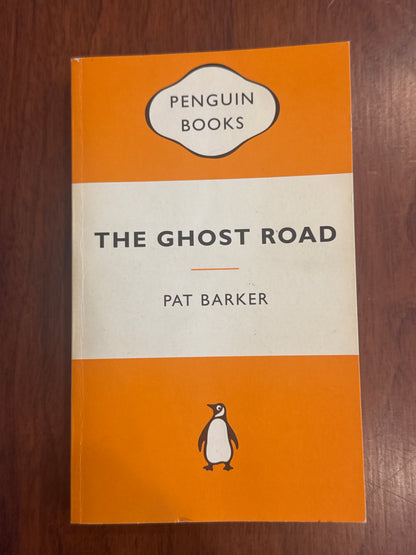 PENGUIN
BOOKS
THE GHOST ROAD
PAT BARKER